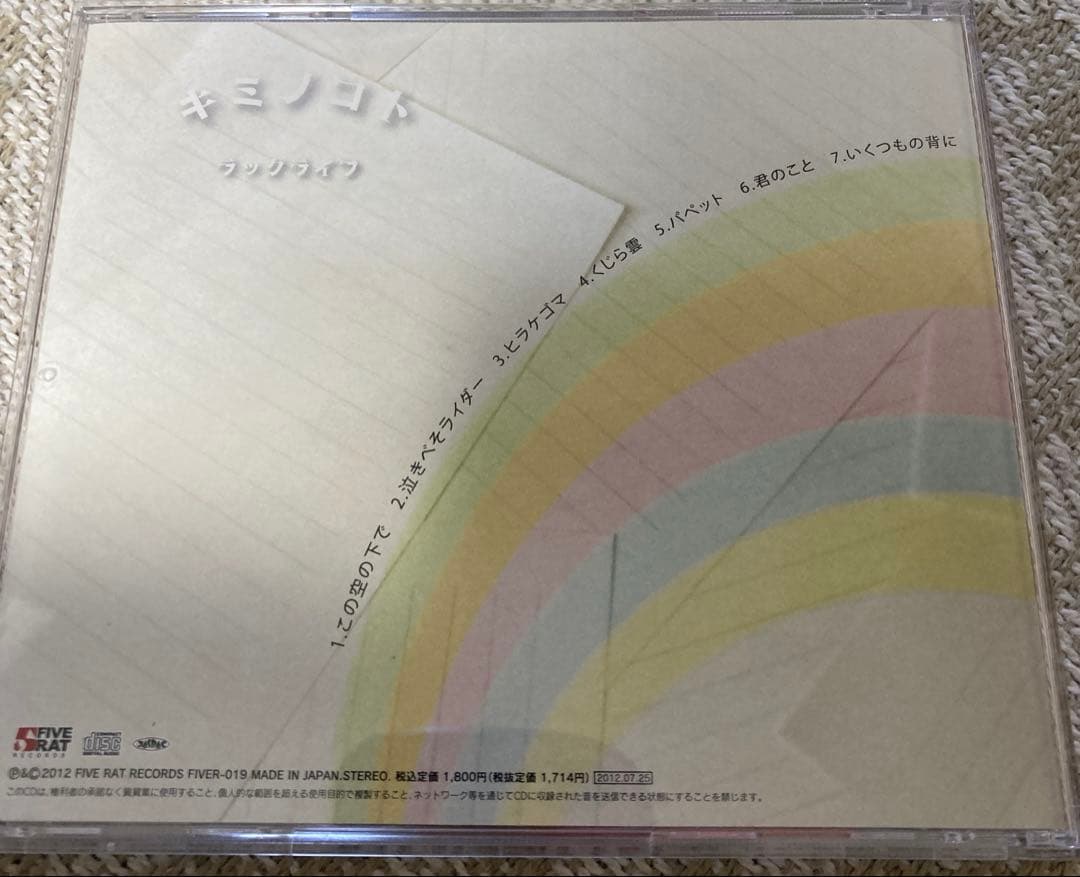 キミノコト
ラックライフ
1.この空の下で 2.泣きべそライダー 3.ヒラケゴマ 4.くじら雲 5.パペット 6.君のこと 7.いくつもの背に
5 FIVE RAT RECORDS
COMPACT disc DIGITAL AUDIO
℗&©2012 FIVE RAT RECORDS FIVER-019 MADE IN JAPAN.STEREO. 税込定価 1,800円(税抜定価 1,714円) 2012.07.25
このCDは、権利者の承諾なく賃貸業に使用すること、個人的な範囲を超える使用目的で複製すること、ネットワーク等を通じてCDに収録された音を送信できる状態にすることを禁じます。